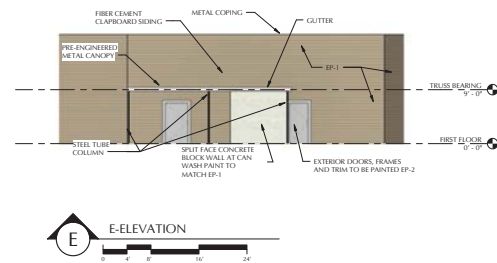 FIBER CEMENT
CLAPBOARD SIDING
METAL COPING
GUTTER
PRE-ENGINEERED
METAL CANOPY
EP-1
TRUSS BEARING
9' - 0"
FIRST FLOOR
0' - 0"
STEEL TUBE
COLUMN
SPLIT FACE CONCRETE
BLOCK WALL AT CAN
WASH PAINT TO
MATCH EP-1
EXTERIOR DOORS, FRAMES
AND TRIM TO BE PAINTED EP-2
E
E-ELEVATION
0 4' 8' 16' 24'